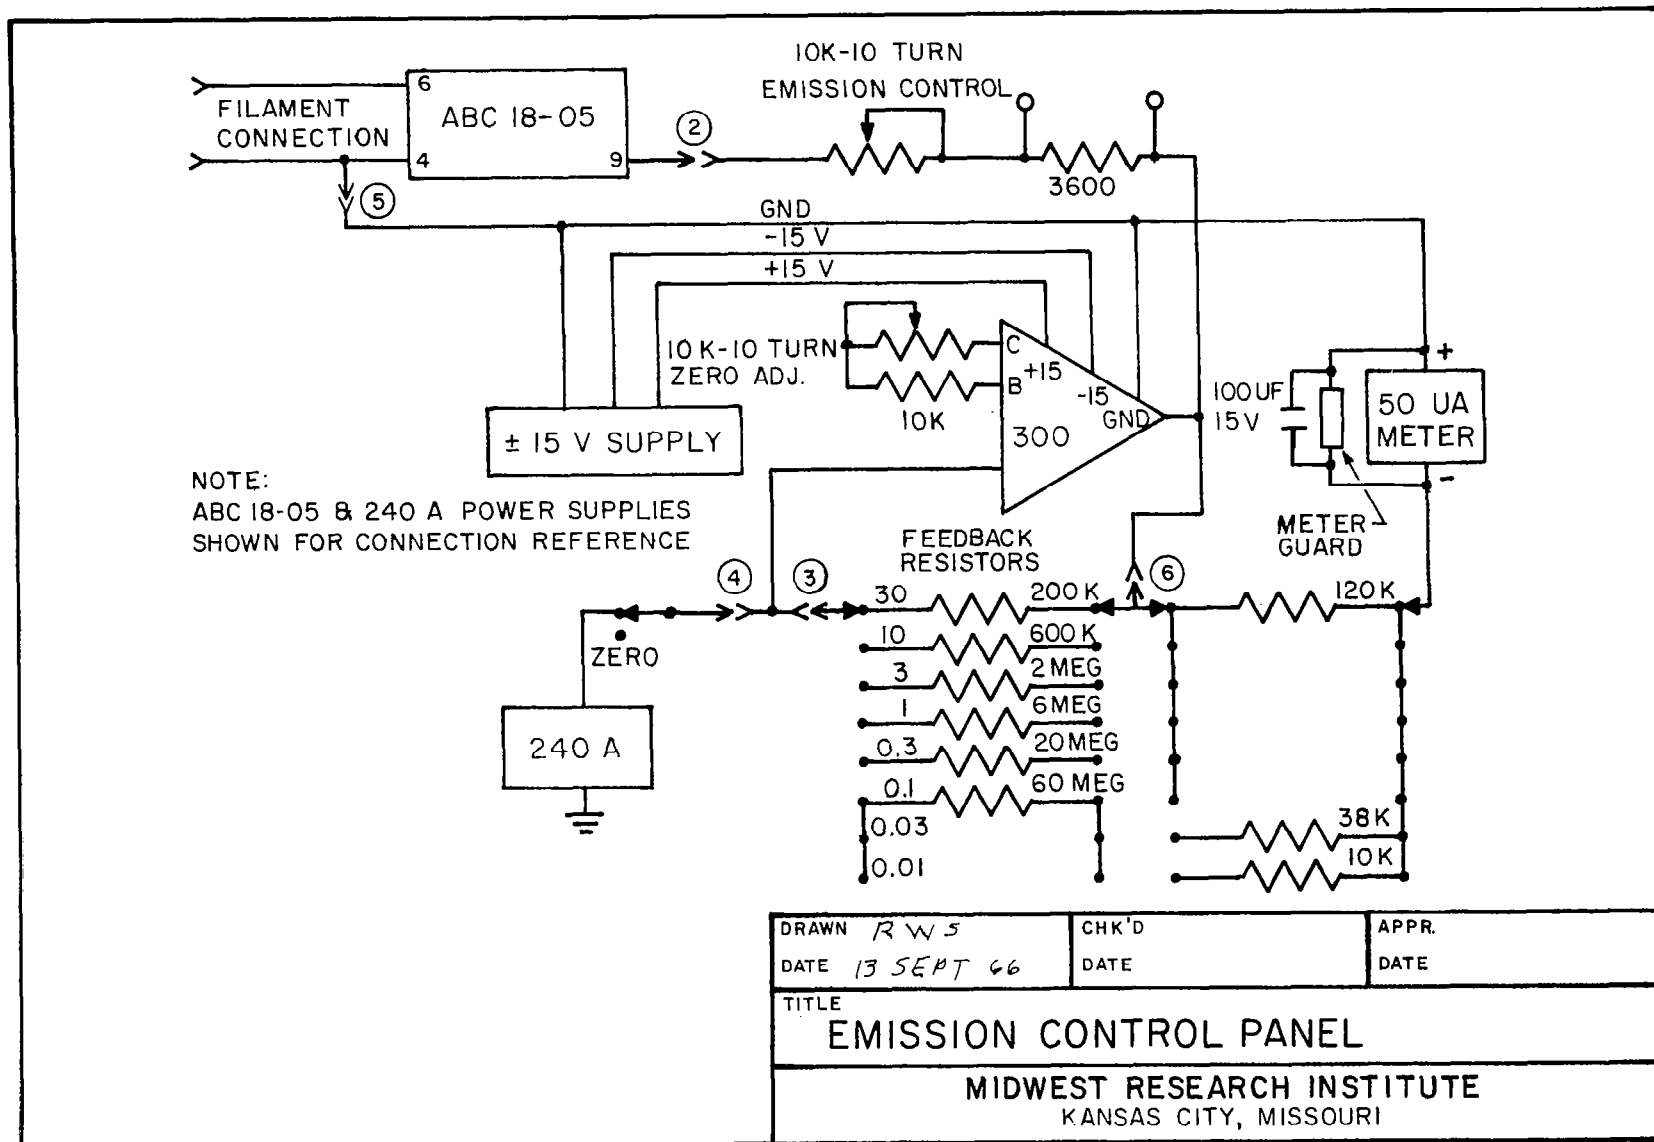 10K-10 TURN
EMISSION CONTROL
6
FILAMENT
CONNECTION
ABC 18-05
4
9
2
3600
5
GND
-15 V
+15 V
10 K-10 TURN
ZERO ADJ.
C
+15
B
-15
GND
10K
300
± 15 V SUPPLY
100 UF
15 V
+
50 UA
METER
-
METER
GUARD
NOTE:
ABC 18-05 & 240 A POWER SUPPLIES
SHOWN FOR CONNECTION REFERENCE
FEEDBACK
RESISTORS
4
3
6
30
200 K
120 K
ZERO
10
600 K
3
2 MEG
1
6 MEG
0.3
20 MEG
240 A
0.1
60 MEG
0.03
38 K
0.01
10 K
DRAWN RWS
DATE 13 SEPT 66
CHK'D
DATE
APPR.
DATE
TITLE
EMISSION CONTROL PANEL
MIDWEST RESEARCH INSTITUTE
KANSAS CITY, MISSOURI